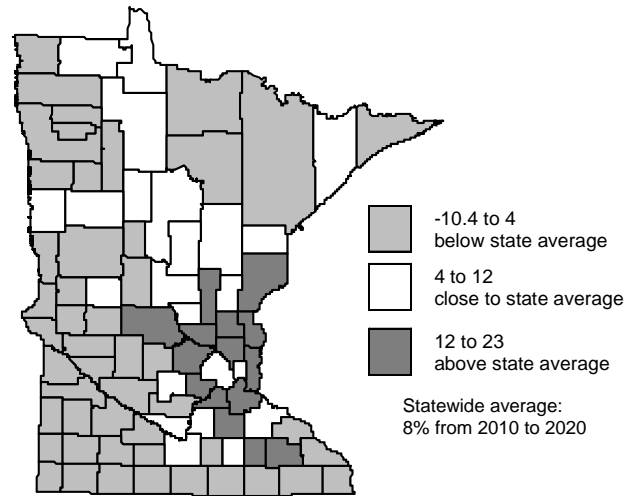 -10.4 to 4
below state average
4 to 12
close to state average
12 to 23
above state average
Statewide average:
8% from 2010 to 2020